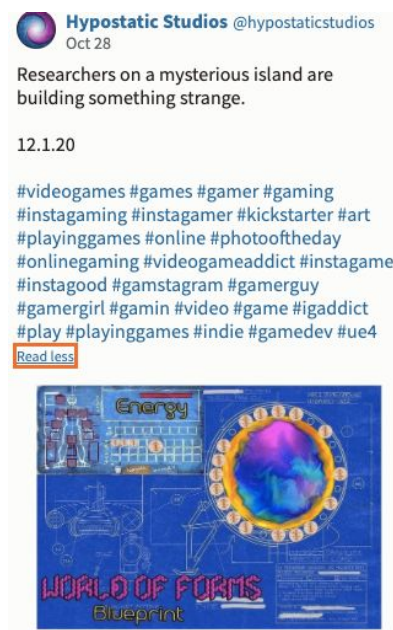 Hypostatic Studios @hypostaticstudios
Oct 28
Researchers on a mysterious island are
building something strange.
12.1.20
#videogames #games #gamer #gaming
#instagaming #instagamer #kickstarter #art
#playinggames #online #photooftheday
#onlinegaming #videogameaddict #instagame
#instagood #gamstagram #gamerguy
#gamergirl #gamin #video #game #igaddict
#play #playinggames #indie #gamedev #ue4
Read less
Energy
WORLD OF FORMS
Blueprint